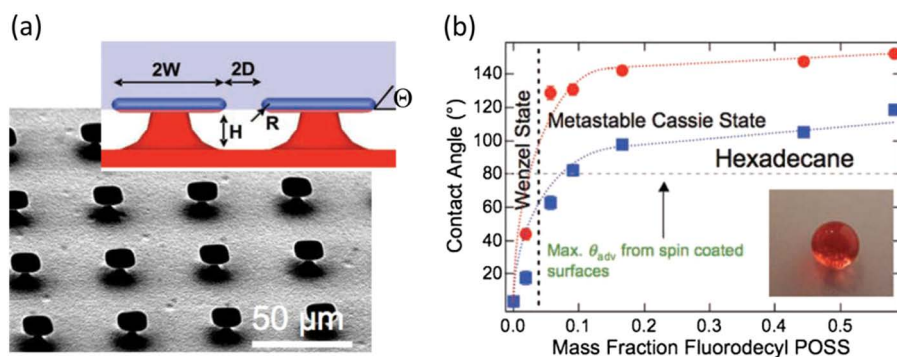 (a)
2W
2D
Θ
R
H
50 μm
(b)
Contact Angle (°)
140
120
100
80
60
40
20
Wenzel State
Metastable Cassie State
Hexadecane
Max. θadv from spin coated
surfaces
0.0
0.1
0.2
0.3
0.4
0.5
Mass Fraction Fluorodecyl POSS